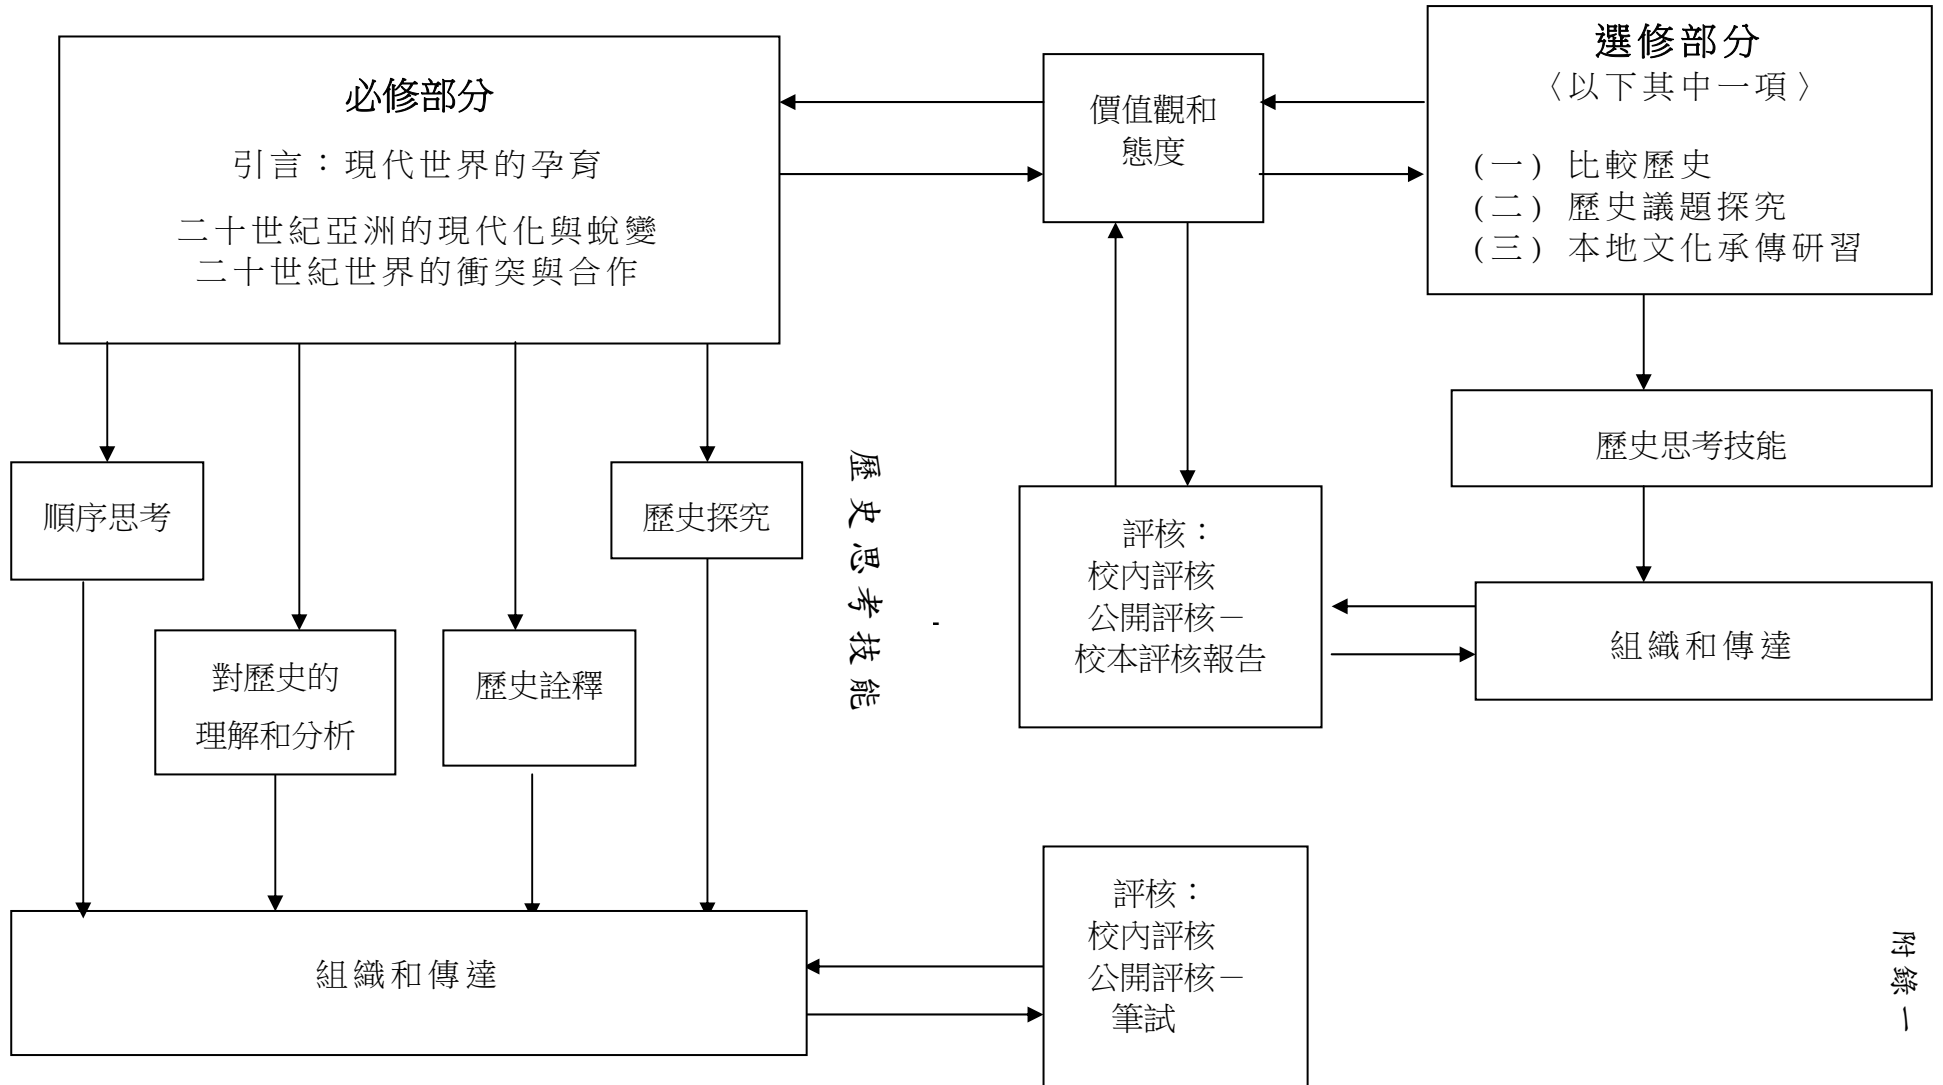 必修部分
引言：現代世界的孕育
二十世紀亞洲的現代化與蛻變
二十世紀世界的衝突與合作
價值觀和
態度
選修部分
〈以下其中一項〉
(一) 比較歷史
(二) 歷史議題探究
(三) 本地文化承傳研習
歷史思考技能
順序思考
歷史探究
對歷史的
理解和分析
歷史詮釋
歷史思考技能
-
評核：
校內評核
公開評核－
校本評核報告
組織和傳達
組織和傳達
評核：
校內評核
公開評核－
筆試
附錄一